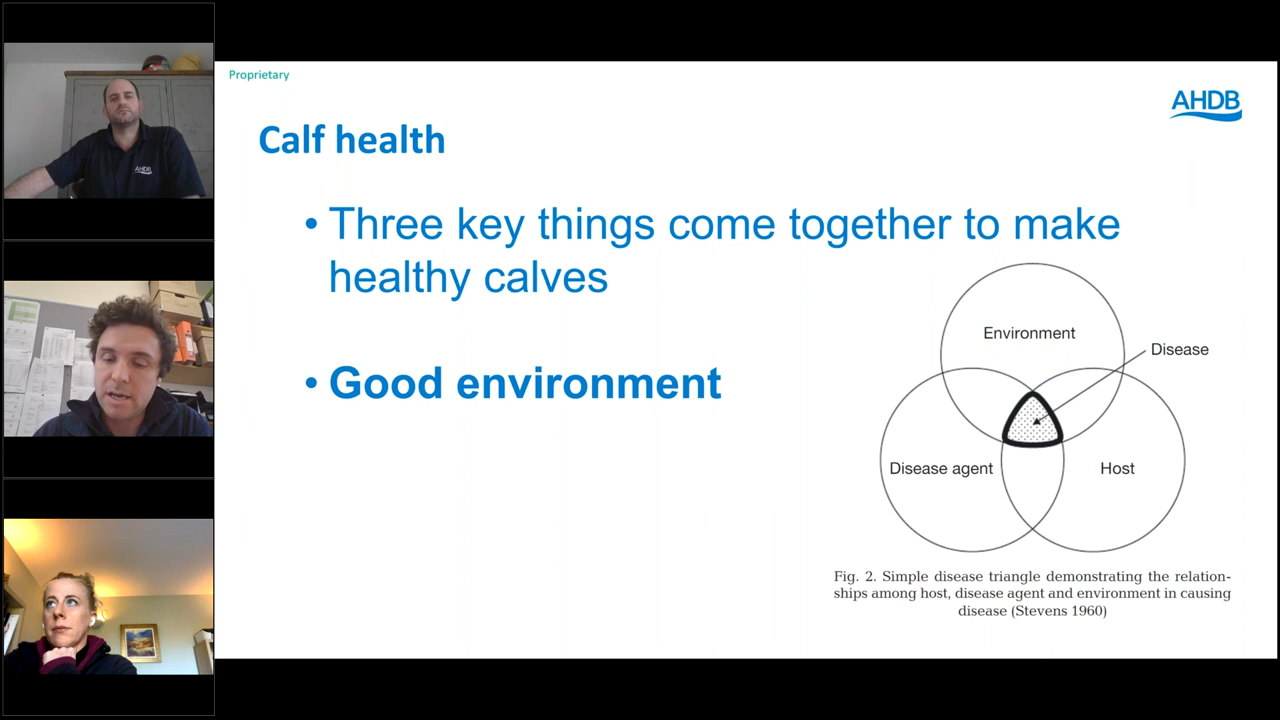 Proprietary
AHDB
Calf health
• Three key things come together to make
healthy calves
• Good environment
Environment
Disease
Disease agent
Host
Fig. 2. Simple disease triangle demonstrating the relation-
ships among host, disease agent and environment in causing
disease (Stevens 1960)
AHDB